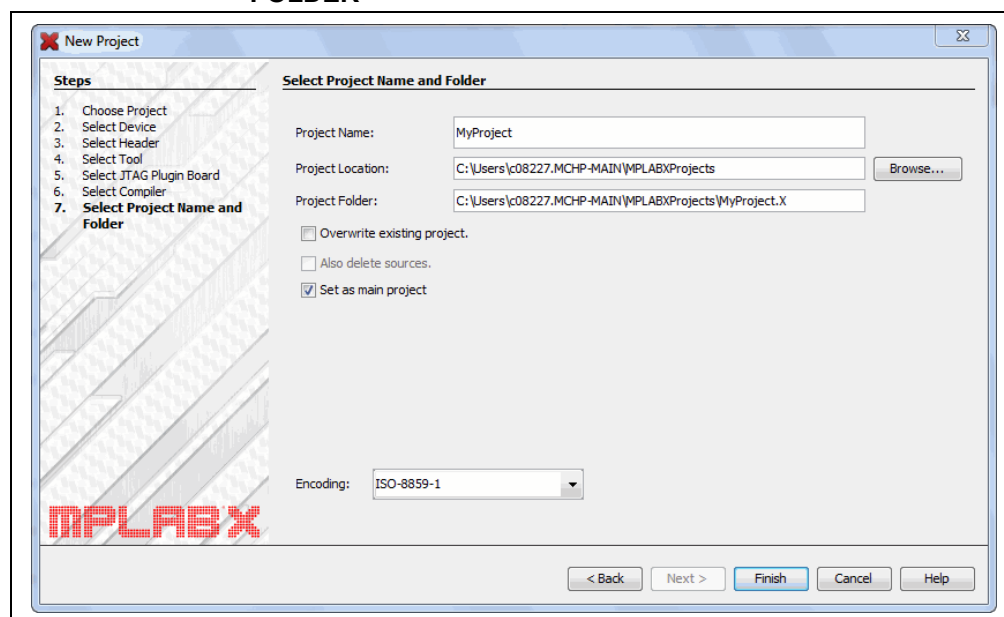 FOLDER
New Project
Steps
1. Choose Project
2. Select Device
3. Select Header
4. Select Tool
5. Select JTAG Plugin Board
6. Select Compiler
7. Select Project Name and
Folder
Select Project Name and Folder
Project Name: MyProject
Project Location: C:\Users\c08227.MCHP-MAIN\MPLABXProjects Browse...
Project Folder: C:\Users\c08227.MCHP-MAIN\MPLABXProjects\MyProject.X
Overwrite existing project.
Also delete sources.
Set as main project
Encoding: ISO-8859-1
MPLABX
< Back Next > Finish Cancel Help